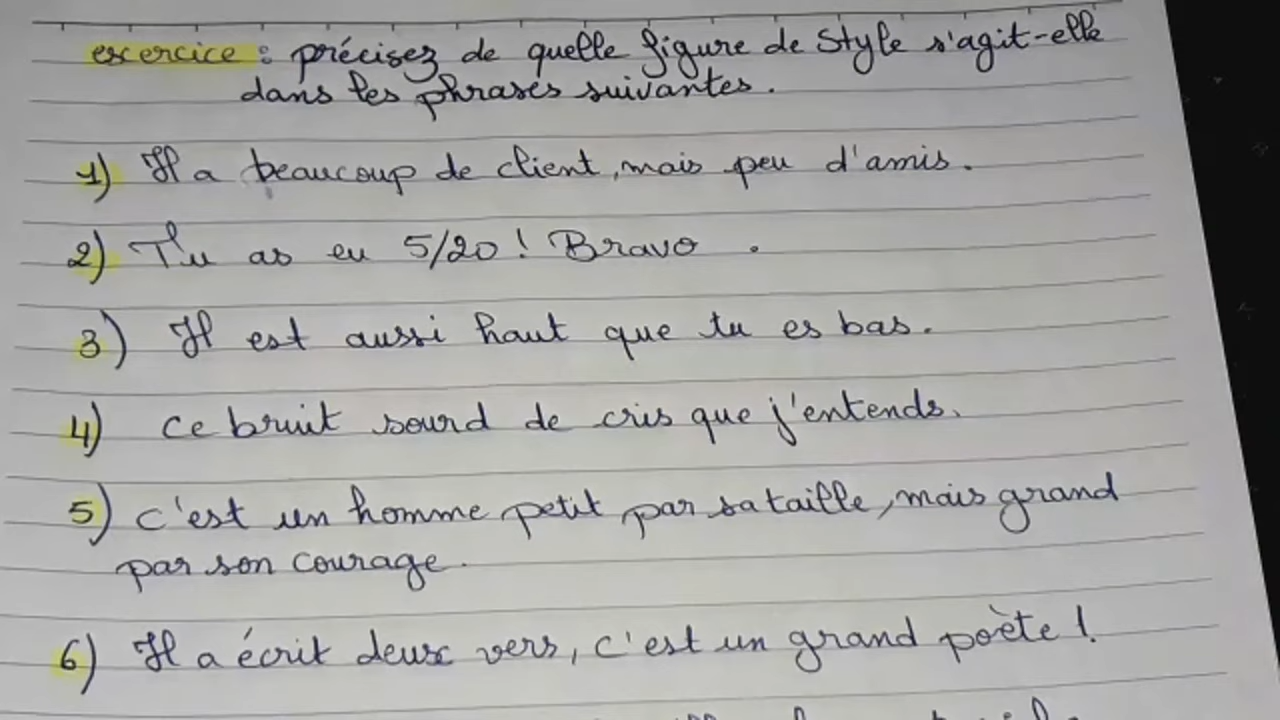 excercice : précisez de quelle figure de style s'agit-elle
dans les phrases suivantes.
1) Il a beaucoup de client, mais peu d'amis.
2) Tu as eu 5/20 ! Bravo .
3) Il est aussi haut que tu es bas.
4) Ce bruit sourd de cris que j'entends.
5) C'est un homme petit par sa taille, mais grand
par son courage.
6) Il a écrit deux vers, c'est un grand poète !